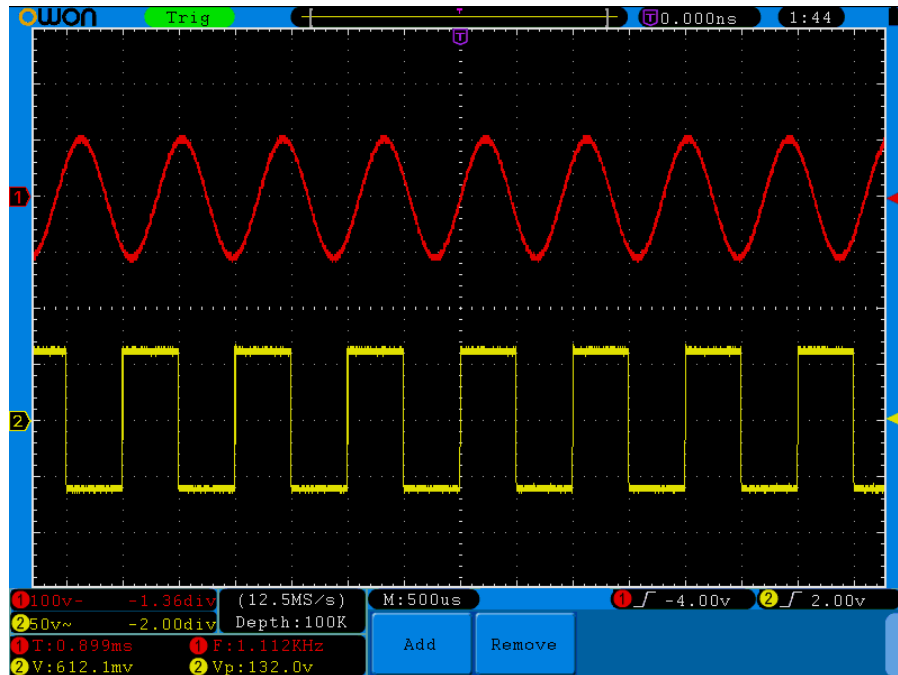 OWON Trig T 0.000ns 1:44
T
1
2
1 100v- -1.36div (12.5MS/s) M:500us 1 -4.00v 2 2.00v
2 50v~ -2.00div Depth:100K
1 T:0.899ms 1 F:1.112KHz Add Remove
2 V:612.1mv 2 Vp:132.0v